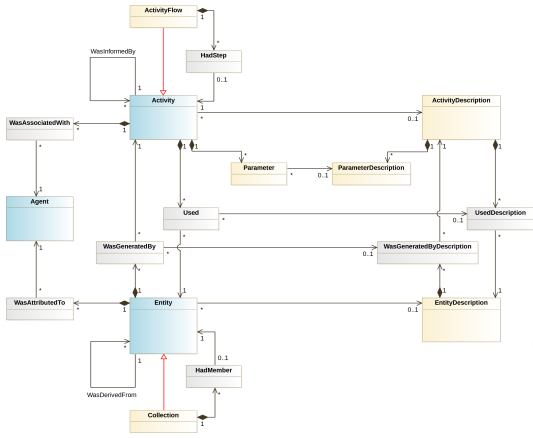 ActivityFlow
1
*
HadStep
WasInformedBy
0..1
1
*
Activity
1
*
0..1
ActivityDescription
WasAssociatedWith
*
1
1
1
1
1
1
*
*
*
Parameter
*
0..1
ParameterDescription
1
Agent
*
*
Used
*
0..1
UsedDescription
1
*
*
*
*
WasGeneratedBy
*
0..1
WasGeneratedByDescription
*
*
*
WasAttributedTo
*
1
1
1
Entity
*
1
0..1
1
1
EntityDescription
*
1
0..1
HadMember
WasDerivedFrom
*
Collection
1